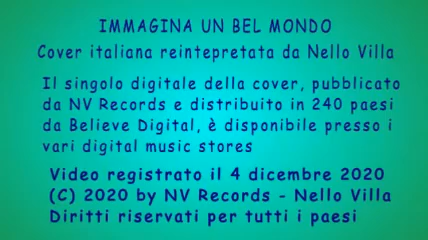 IMMAGINA UN BEL MONDO
Cover italiana reintepretata da Nello Villa
Il singolo digitale della cover, pubblicato
da NV Records e distribuito in 240 paesi
da Believe Digital, è disponibile presso i
vari digital music stores
Video registrato il 4 dicembre 2020
(C) 2020 by NV Records - Nello Villa
Diritti riservati per tutti i paesi